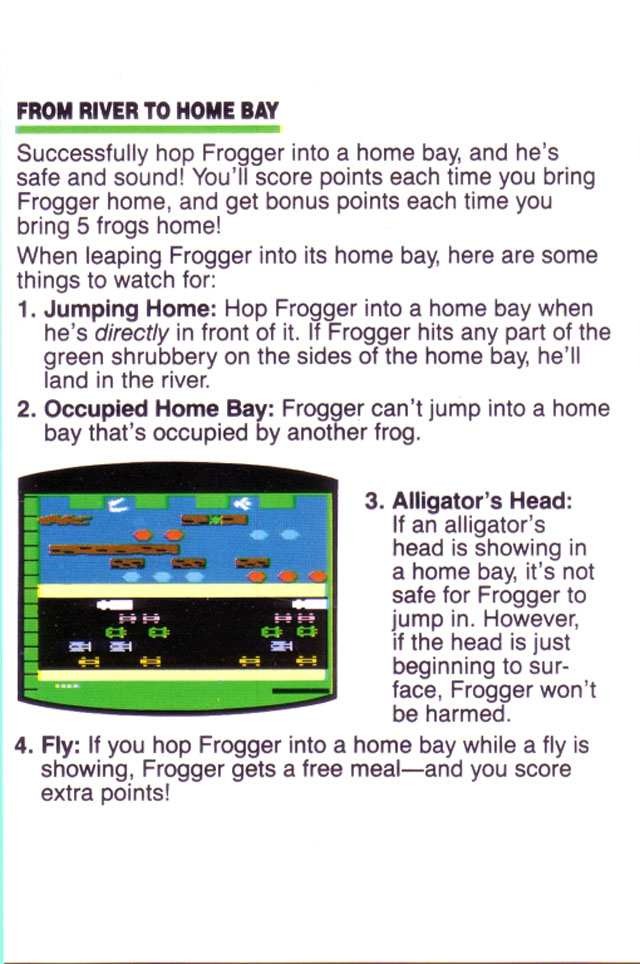 FROM RIVER TO HOME BAY
Successfully hop Frogger into a home bay, and he's
safe and sound! You'll score points each time you bring
Frogger home, and get bonus points each time you
bring 5 frogs home!
When leaping Frogger into its home bay, here are some
things to watch for:
1. Jumping Home: Hop Frogger into a home bay when
he's directly in front of it. If Frogger hits any part of the
green shrubbery on the sides of the home bay, he'll
land in the river.
2. Occupied Home Bay: Frogger can't jump into a home
bay that's occupied by another frog.
3. Alligator's Head:
If an alligator's
head is showing in
a home bay, it's not
safe for Frogger to
jump in. However,
if the head is just
beginning to sur-
face, Frogger won't
be harmed.
4. Fly: If you hop Frogger into a home bay while a fly is
showing, Frogger gets a free meal—and you score
extra points!